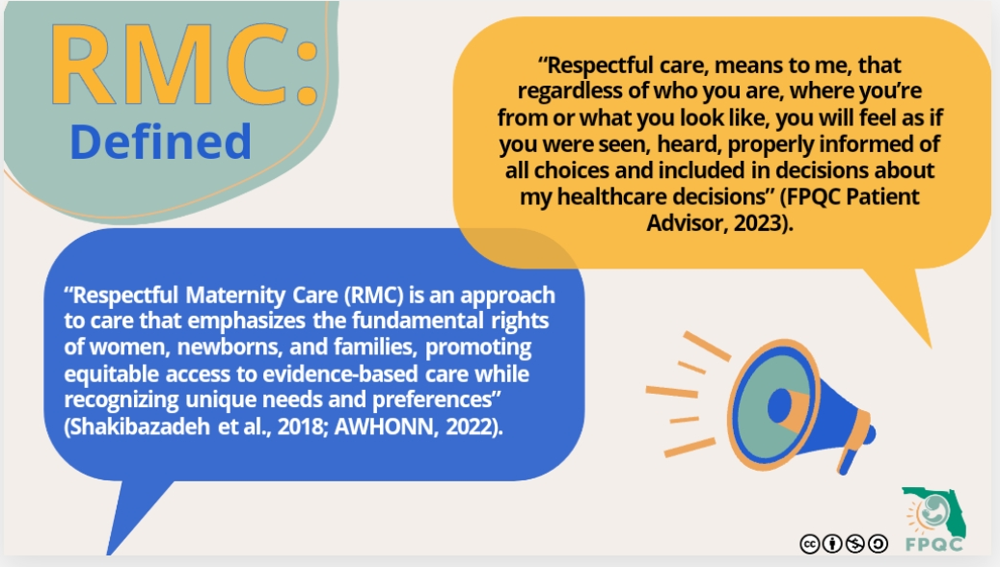 RMC:
Defined
“Respectful care, means to me, that
regardless of who you are, where you’re
from or what you look like, you will feel as if
you were seen, heard, properly informed of
all choices and included in decisions about
my healthcare decisions” (FPQC Patient
Advisor, 2023).
“Respectful Maternity Care (RMC) is an approach
to care that emphasizes the fundamental rights
of women, newborns, and families, promoting
equitable access to evidence-based care while
recognizing unique needs and preferences”
(Shakibazadeh et al., 2018; AWHONN, 2022).
cc
FPQC